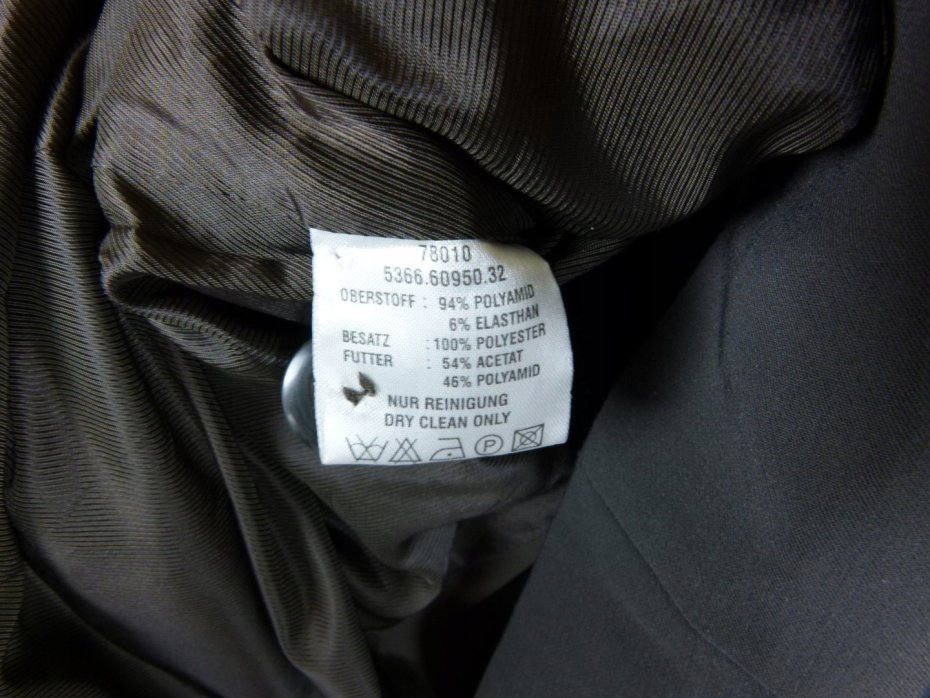 78010
5366.60950.32
OBERSTOFF : 94% POLYAMID
6% ELASTHAN
BESATZ : 100% POLYESTER
FUTTER : 54% ACETAT
46% POLYAMID
NUR REINIGUNG
DRY CLEAN ONLY
P